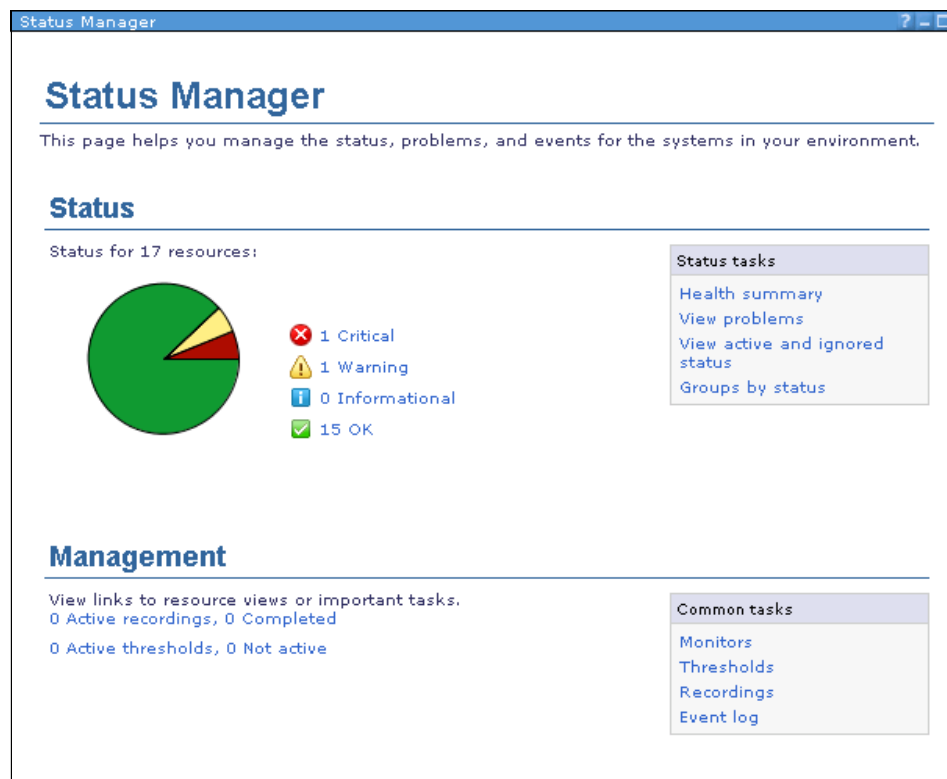 Status Manager
?
Status Manager
This page helps you manage the status, problems, and events for the systems in your environment.
Status
Status for 17 resources:
1 Critical
1 Warning
0 Informational
15 OK
Status tasks
Health summary
View problems
View active and ignored
status
Groups by status
Management
View links to resource views or important tasks.
0 Active recordings, 0 Completed
0 Active thresholds, 0 Not active
Common tasks
Monitors
Thresholds
Recordings
Event log